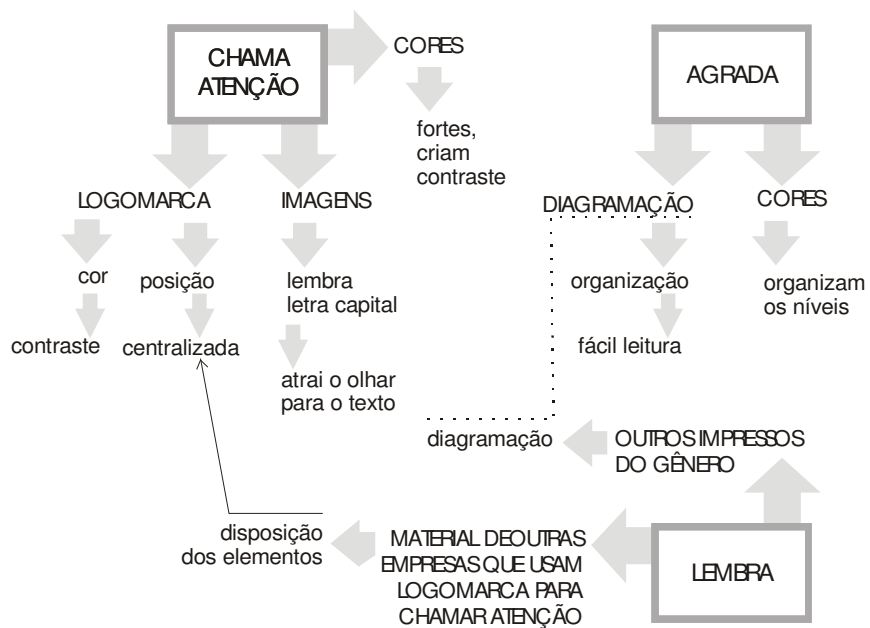 CHAMA
ATENÇÃO
CORES
fortes,
criam
contraste
LOGOMARCA
cor
contraste
posição
centralizada
IMAGENS
lembra
letra capital
atrai o olhar
para o texto
AGRADA
DIAGRAMAÇÃO
organização
fácil leitura
CORES
organizam
os níveis
diagramação
OUTROS IMPRESSOS
DO GÊNERO
disposição
dos elementos
MATERIAL DEOUTRAS
EMPRESAS QUE USAM
LOGOMARCA PARA
CHAMAR ATENÇÃO
LEMBRA